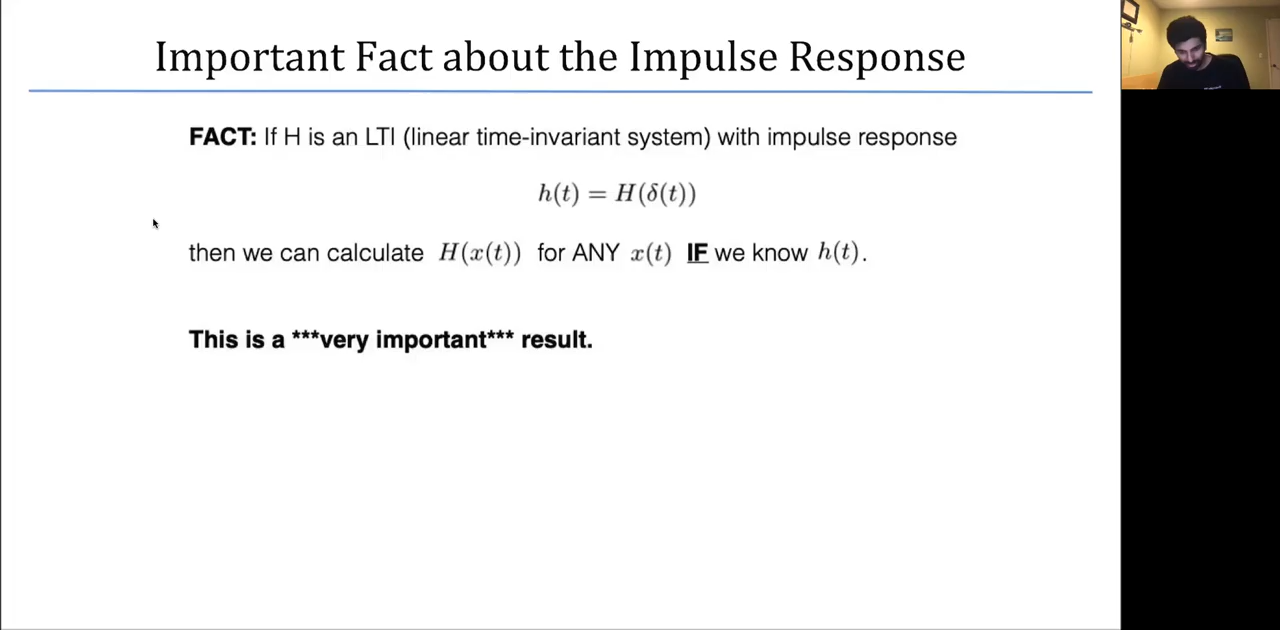 Important Fact about the Impulse Response
FACT: If H is an LTI (linear time-invariant system) with impulse response
h(t) = H(δ(t))
then we can calculate H(x(t)) for ANY x(t) IF we know h(t).
This is a ***very important*** result.